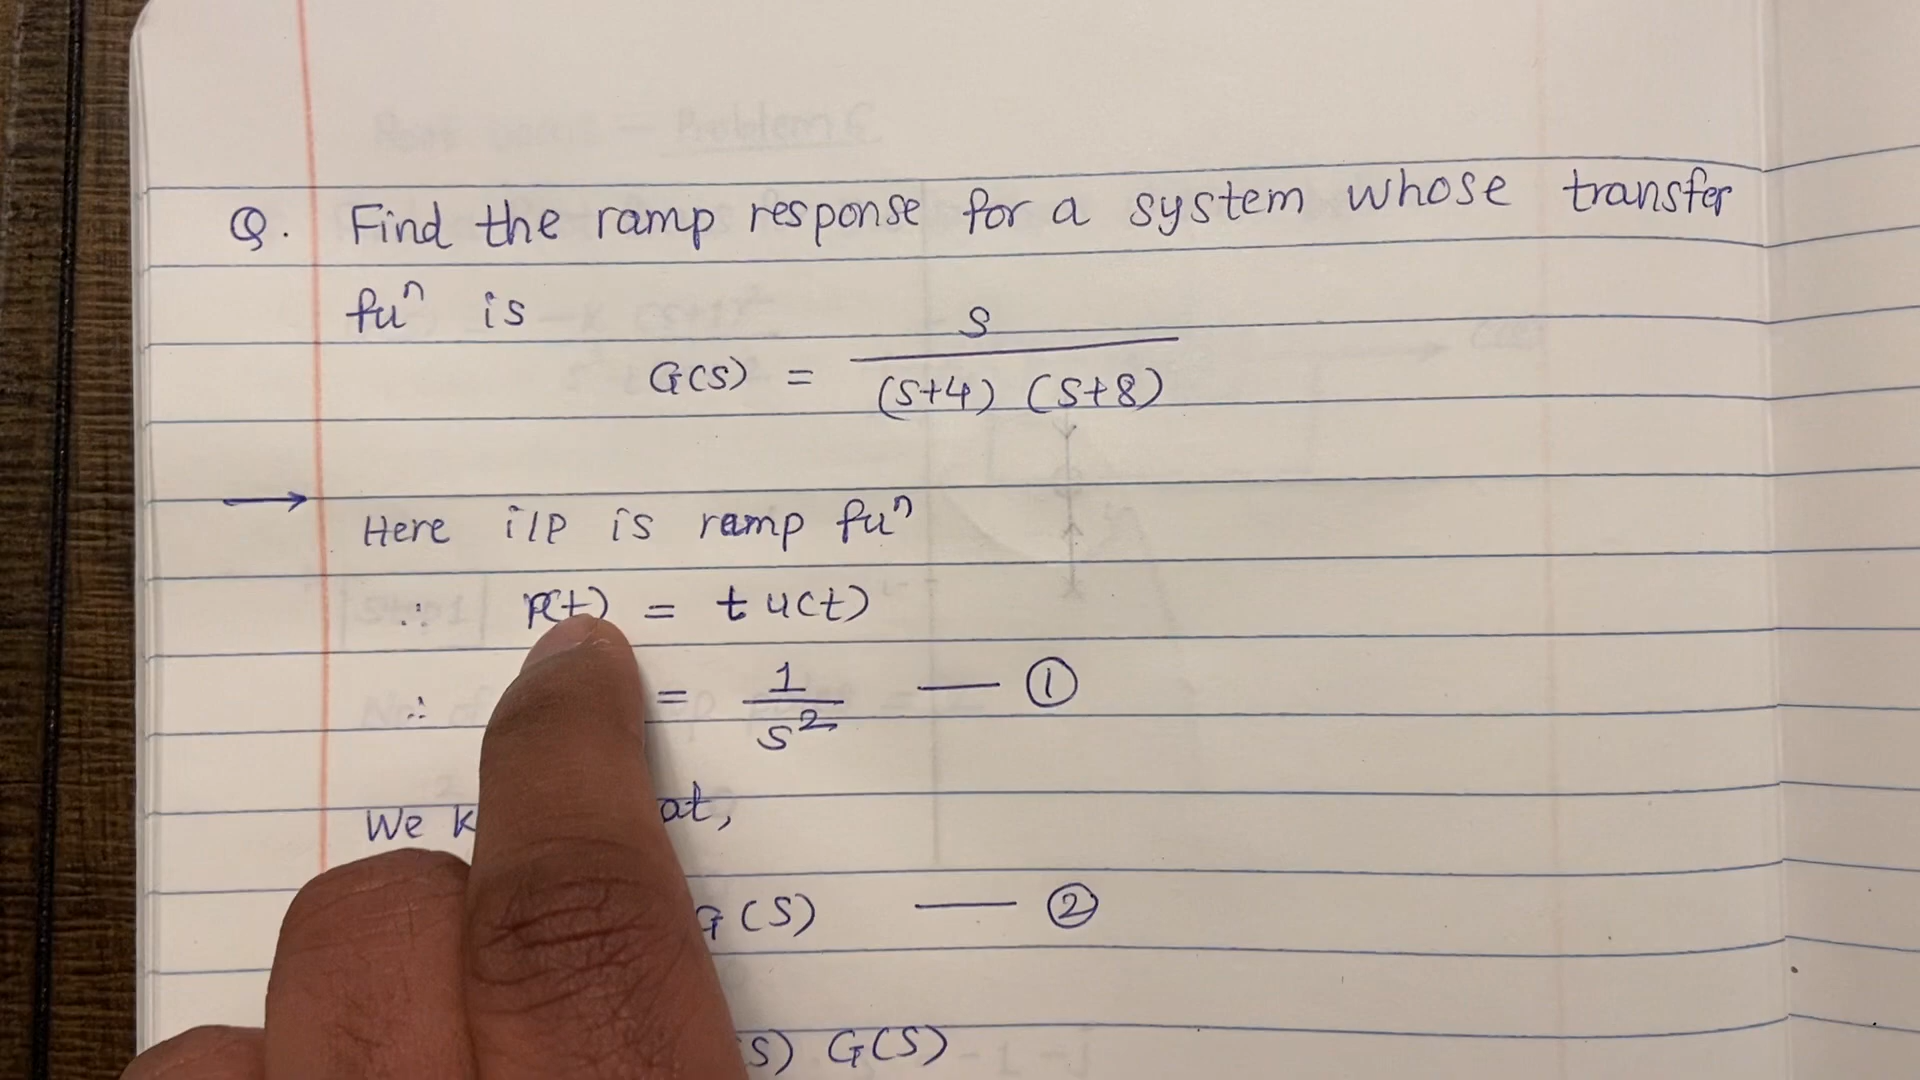 Q. Find the ramp response for a system whose transfer
fuⁿ is
G(s) = s / (s+4) (s+8)
→ Here i/p is ramp fuⁿ
∴ r(t) = t u(t)
∴ = 1/s² — ①
We at,
G(s) — ②
(s) G(s)